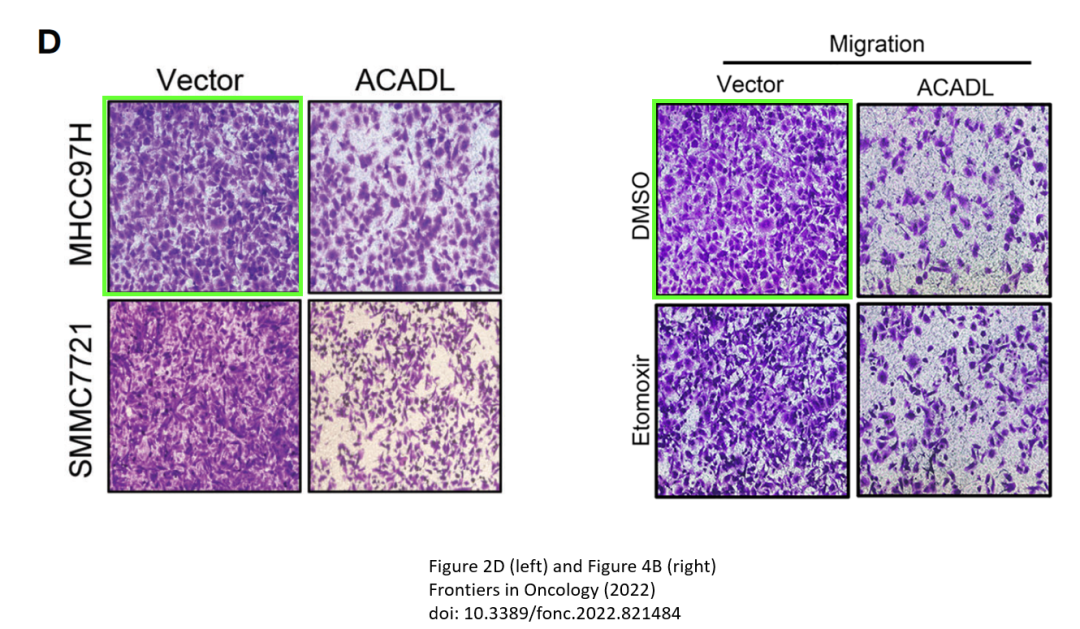 D
Vector
ACADL
MHCC97H
SMMC7721
Migration
Vector
ACADL
DMSO
Etomoxir
Figure 2D (left) and Figure 4B (right)
Frontiers in Oncology (2022)
doi: 10.3389/fonc.2022.821484